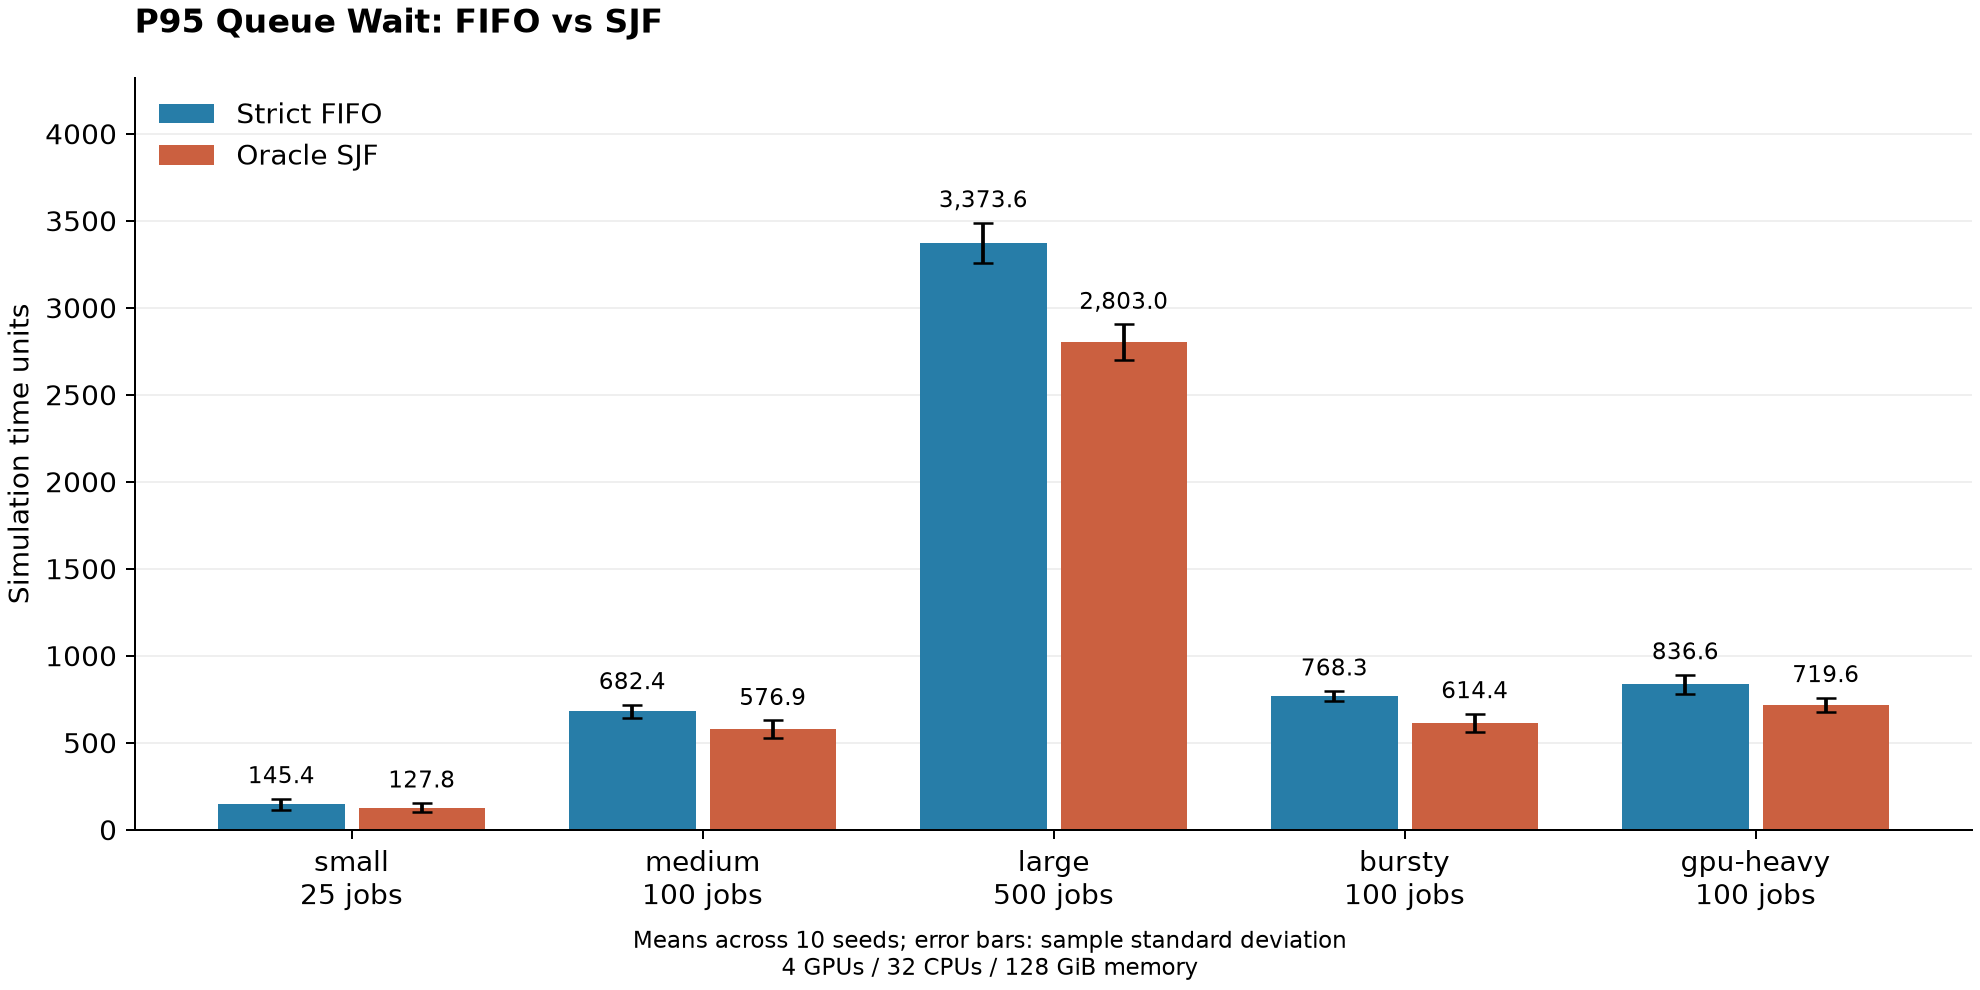 P95 Queue Wait: FIFO vs SJF
Strict FIFO
Oracle SJF
Simulation time units
4000
3500
3000
2500
2000
1500
1000
500
0
145.4
127.8
682.4
576.9
3,373.6
2,803.0
768.3
614.4
836.6
719.6
small
25 jobs
medium
100 jobs
large
500 jobs
bursty
100 jobs
gpu-heavy
100 jobs
Means across 10 seeds; error bars: sample standard deviation
4 GPUs / 32 CPUs / 128 GiB memory